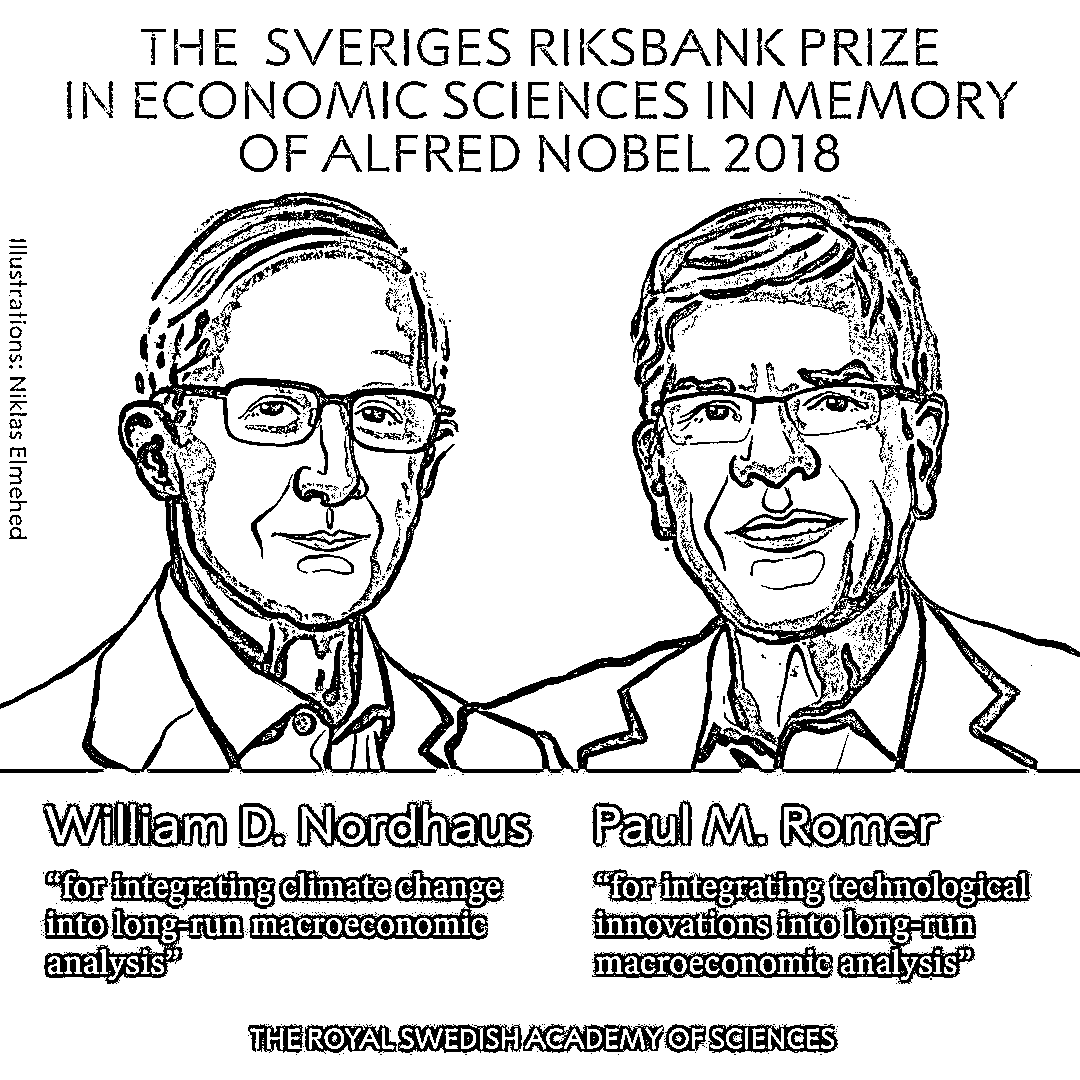 THE SVERIGES RIKSBANK PRIZE
IN ECONOMIC SCIENCES IN MEMORY
OF ALFRED NOBEL 2018
Illustrations: Niklas Elmehed
William D. Nordhaus
“for integrating climate change
into long-run macroeconomic
analysis”
Paul M. Romer
“for integrating technological
innovations into long-run
macroeconomic analysis”
THE ROYAL SWEDISH ACADEMY OF SCIENCES